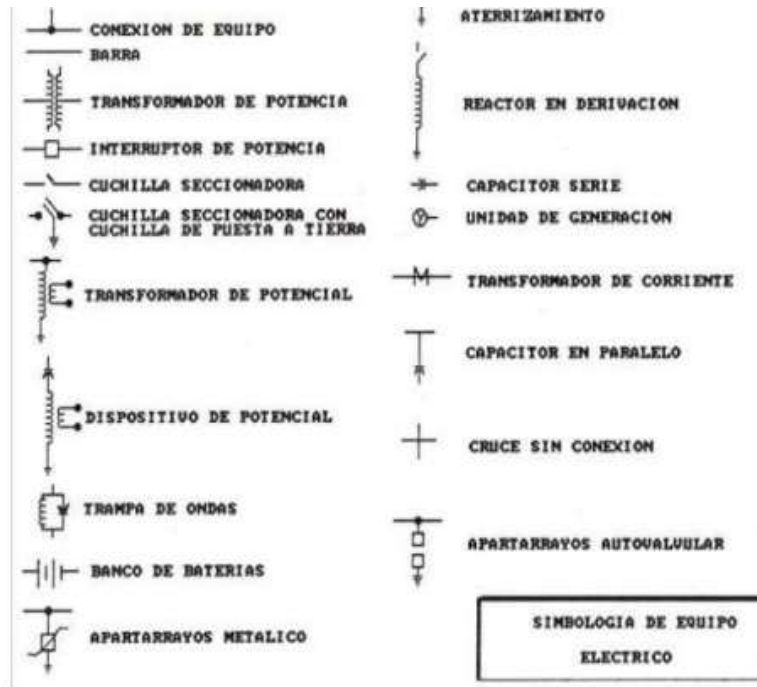 CONEXION DE EQUIPO
BARRA
TRANSFORMADOR DE POTENCIA
INTERRUPTOR DE POTENCIA
CUCHILLA SECCIONADORA
CUCHILLA SECCIONADORA CON
CUCHILLA DE PUESTA A TIERRA
TRANSFORMADOR DE POTENCIAL
DISPOSITIVO DE POTENCIAL
TRAMPA DE ONDAS
BANCO DE BATERIAS
APARTARRAYOS METALICO
ATERRIZAMIENTO
REACTOR EN DERIVACION
CAPACITOR SERIE
UNIDAD DE GENERACION
TRANSFORMADOR DE CORRIENTE
CAPACITOR EN PARALELO
CRUCE SIN CONEXION
APARTARRAYOS AUTOVALVULAR
SIMBOLOGIA DE EQUIPO
ELECTRICO